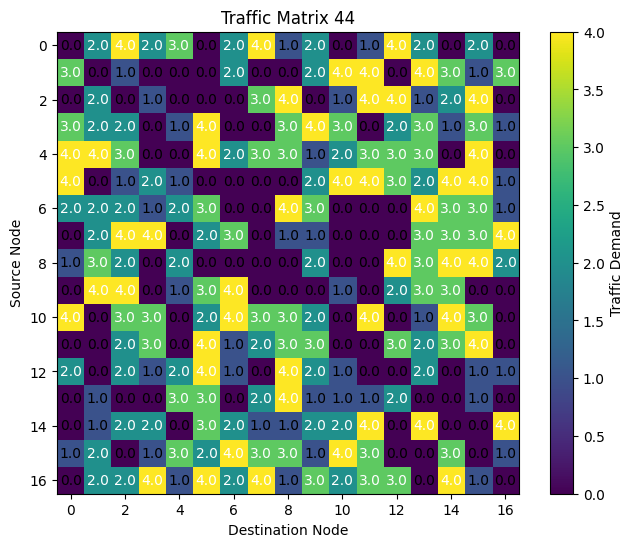 Traffic Matrix 44
0 0.0 2.0 4.0 2.0 3.0 0.0 2.0 4.0 1.0 2.0 0.0 1.0 4.0 2.0 0.0 2.0 0.0
3.0 0.0 1.0 0.0 0.0 0.0 2.0 0.0 0.0 2.0 4.0 4.0 0.0 4.0 3.0 1.0 3.0
2 0.0 2.0 0.0 1.0 0.0 0.0 0.0 3.0 4.0 0.0 1.0 4.0 4.0 1.0 2.0 4.0 0.0
3.0 2.0 2.0 0.0 1.0 4.0 0.0 0.0 3.0 4.0 3.0 0.0 2.0 3.0 1.0 3.0 1.0
4 4.0 4.0 3.0 0.0 0.0 4.0 2.0 3.0 3.0 1.0 2.0 3.0 3.0 3.0 0.0 4.0 0.0
4.0 0.0 1.0 2.0 1.0 0.0 0.0 0.0 0.0 2.0 4.0 4.0 3.0 2.0 4.0 4.0 1.0
6 2.0 2.0 2.0 1.0 2.0 3.0 0.0 0.0 4.0 3.0 0.0 0.0 0.0 4.0 3.0 3.0 1.0
0.0 2.0 4.0 4.0 0.0 2.0 3.0 0.0 1.0 1.0 0.0 0.0 0.0 3.0 3.0 3.0 4.0
8 1.0 3.0 2.0 0.0 2.0 0.0 0.0 0.0 0.0 2.0 0.0 0.0 4.0 3.0 4.0 4.0 2.0
0.0 4.0 4.0 0.0 1.0 3.0 4.0 0.0 0.0 0.0 1.0 0.0 2.0 3.0 3.0 0.0 0.0
10 4.0 0.0 3.0 3.0 0.0 2.0 4.0 3.0 3.0 2.0 0.0 4.0 0.0 1.0 4.0 3.0 0.0
0.0 0.0 2.0 3.0 0.0 4.0 1.0 2.0 3.0 3.0 0.0 0.0 3.0 2.0 3.0 4.0 0.0
12 2.0 0.0 2.0 1.0 2.0 4.0 1.0 0.0 4.0 2.0 1.0 0.0 0.0 2.0 0.0 1.0 1.0
0.0 1.0 0.0 0.0 3.0 3.0 0.0 2.0 4.0 1.0 1.0 1.0 2.0 0.0 0.0 1.0 0.0
14 0.0 1.0 2.0 2.0 0.0 3.0 2.0 1.0 1.0 2.0 2.0 4.0 0.0 4.0 0.0 0.0 4.0
1.0 2.0 0.0 1.0 3.0 2.0 4.0 3.0 3.0 1.0 4.0 3.0 0.0 0.0 3.0 0.0 1.0
16 0.0 2.0 2.0 4.0 1.0 4.0 2.0 4.0 1.0 3.0 2.0 3.0 3.0 0.0 4.0 1.0 0.0
0 2 4 6 8 10 12 14 16
Destination Node
Source Node
4.0
3.5
3.0
2.5
2.0
1.5
1.0
0.5
0.0
Traffic Demand